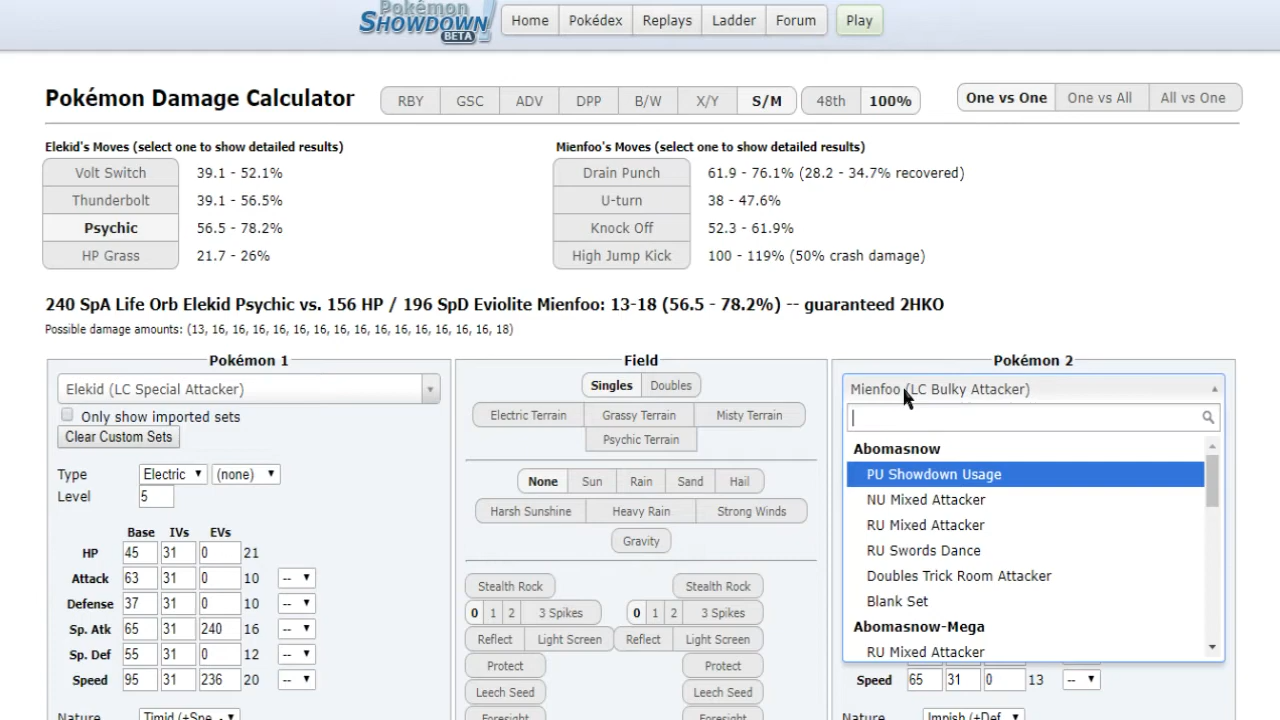 Pokémon
SHOWDOWN!
BETA
Home Pokédex Replays Ladder Forum Play
Pokémon Damage Calculator RBY GSC ADV DPP B/W X/Y S/M 48th 100% One vs One One vs All All vs One
Elekid's Moves (select one to show detailed results) Mienfoo's Moves (select one to show detailed results)
Volt Switch 39.1 - 52.1% Drain Punch 61.9 - 76.1% (28.2 - 34.7% recovered)
Thunderbolt 39.1 - 56.5% U-turn 38 - 47.6%
Psychic 56.5 - 78.2% Knock Off 52.3 - 61.9%
HP Grass 21.7 - 26% High Jump Kick 100 - 119% (50% crash damage)
240 SpA Life Orb Elekid Psychic vs. 156 HP / 196 SpD Eviolite Mienfoo: 13-18 (56.5 - 78.2%) -- guaranteed 2HKO
Possible damage amounts: (13, 16, 16, 16, 16, 16, 16, 16, 16, 16, 16, 16, 16, 16, 16, 18)
Pokémon 1
Elekid (LC Special Attacker)
Only show imported sets
Clear Custom Sets
Type Electric (none)
Level 5
Base IVs EVs
HP 45 31 0 21
Attack 63 31 0 10 --
Defense 37 31 0 10 --
Sp. Atk 65 31 240 16 --
Sp. Def 55 31 0 12 --
Speed 95 31 236 20 --
Nature Timid (+Spe, -
Field
Singles Doubles
Electric Terrain Grassy Terrain Misty Terrain
Psychic Terrain
None Sun Rain Sand Hail
Harsh Sunshine Heavy Rain Strong Winds
Gravity
Stealth Rock Stealth Rock
0 1 2 3 Spikes 0 1 2 3 Spikes
Reflect Light Screen Reflect Light Screen
Protect Protect
Leech Seed Leech Seed
Foresight Foresight
Pokémon 2
Mienfoo (LC Bulky Attacker)
Abomasnow
PU Showdown Usage
NU Mixed Attacker
RU Mixed Attacker
RU Swords Dance
Doubles Trick Room Attacker
Blank Set
Abomasnow-Mega
RU Mixed Attacker
Speed 65 31 0 13 --
Nature Impish (+Def,